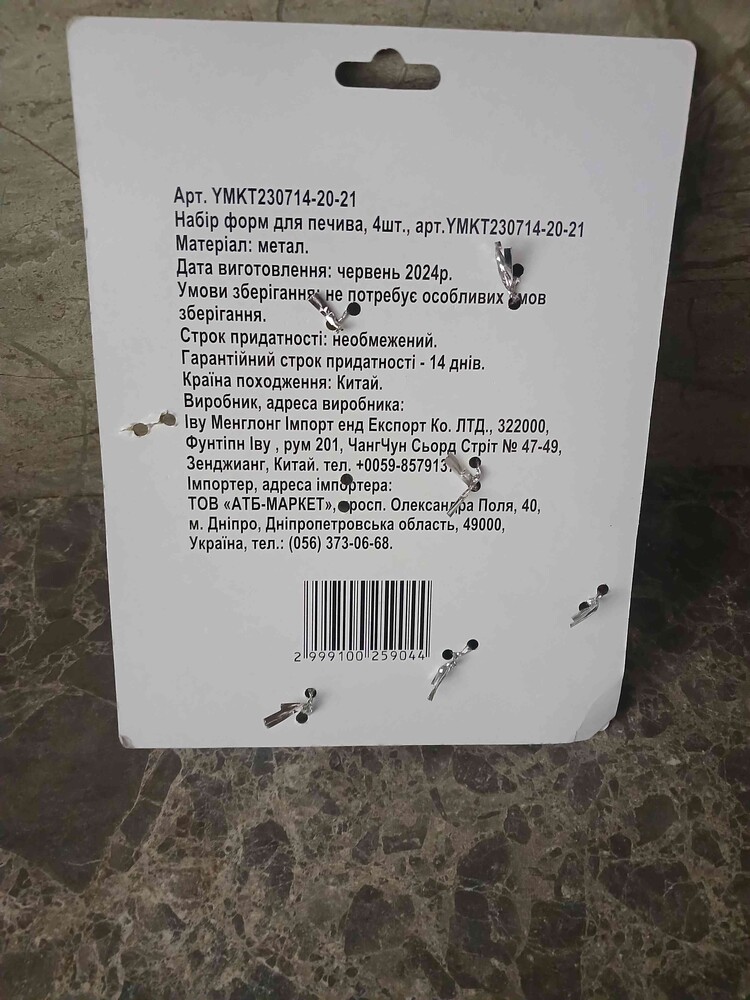 Арт. YMKT230714-20-21
Набір форм для печива, 4шт., арт.YMKT230714-20-21
Матеріал: метал.
Дата виготовлення: червень 2024р.
Умови зберігання: не потребує особливих умов
зберігання.
Строк придатності: необмежений.
Гарантійний строк придатності - 14 днів.
Країна походження: Китай.
Виробник, адреса виробника:
Іву Менглонг Імпорт енд Експорт Ко. ЛТД., 322000,
Фунтіпн Іву , рум 201, ЧангЧун Сьорд Стріт № 47-49,
Зенджианг, Китай. тел.
Імпортер, адреса імпортера:
ТОВ «АТБ-МАРКЕТ», просп. Олександра Поля, 40,
м. Дніпро, Дніпропетровська область, 49000,
Україна, тел.: (056) 373-06-68.
2 999100 259044